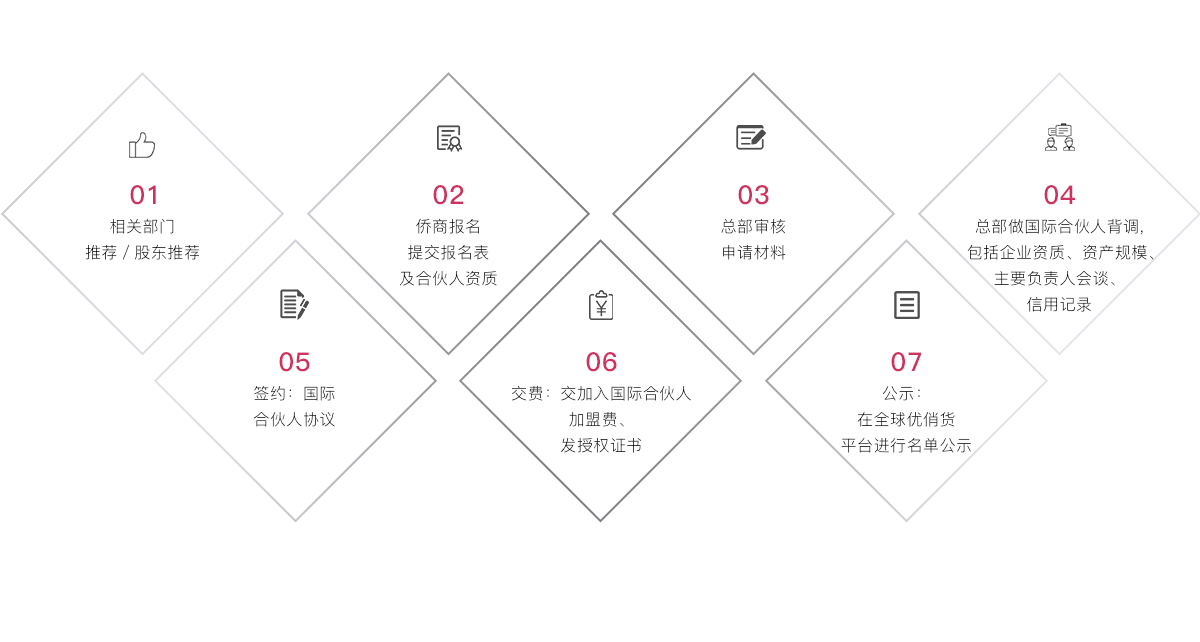 01
相关部门
推荐 / 股东推荐
02
侨商报名
提交报名表
及合伙人资质
03
总部审核
申请材料
04
总部做国际合伙人背调,
包括企业资质、资产规模、
主要负责人会谈、
信用记录
05
签约：国际
合伙人协议
06
交费：交加入国际合伙人
加盟费、
发授权证书
07
公示：
在全球优俏货
平台进行名单公示